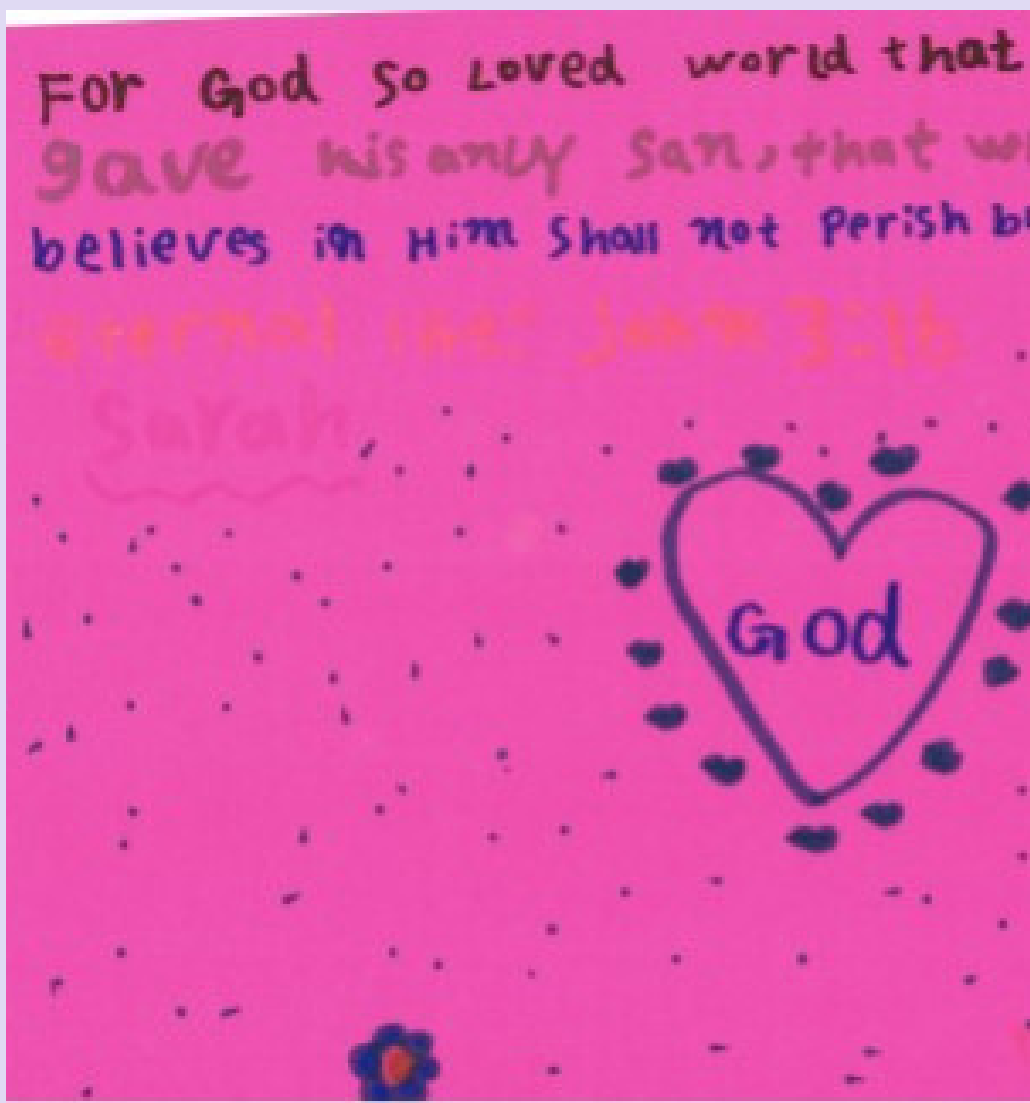 For God so Loved world that
gave his anly san, that
believes in Him Shall not Perish
eternal life: john 3:16
Sarah
God